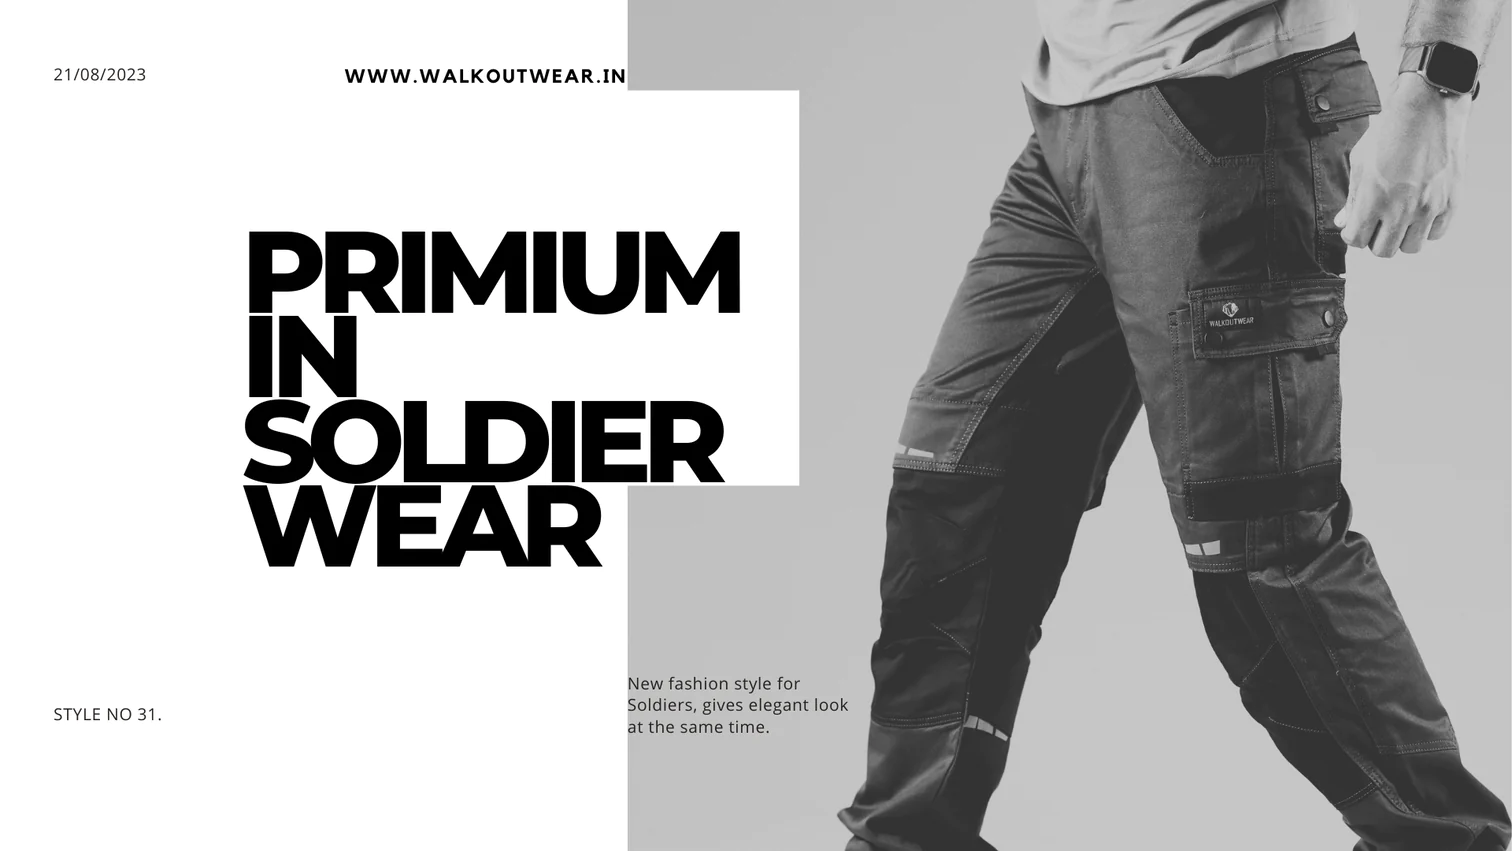 21/08/2023
WWW.WALKOUTWEAR.IN
PRIMIUM
IN
SOLDIER
WEAR
WALKOUTWEAR
New fashion style for
Soldiers, gives elegant look
at the same time.
STYLE NO 31.